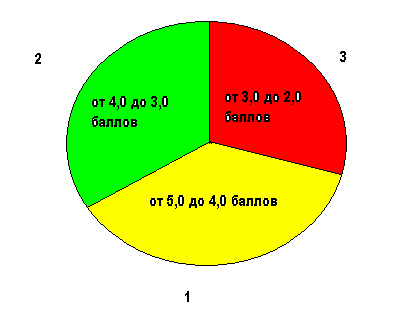 2
3
от 4,0 до 3,0
баллов
от 3,0 до 2,0
баллов
от 5,0 до 4,0 баллов
1